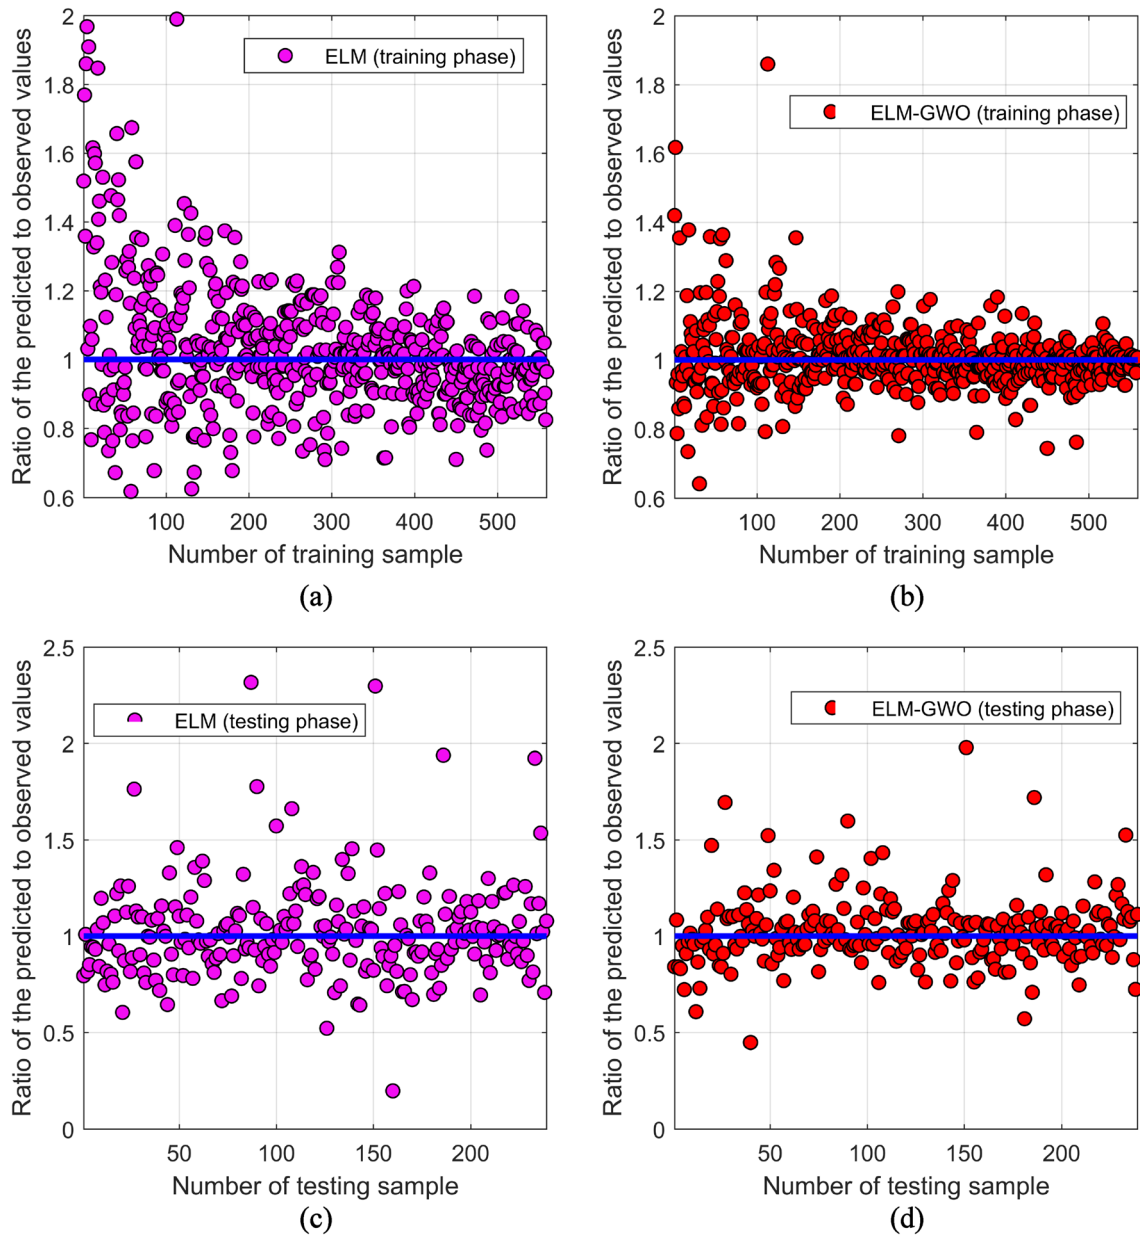 Ratio of the predicted to observed values
2
1.8
1.6
1.4
1.2
1
0.8
0.6
ELM (training phase)
100
200
300
400
500
Number of training sample
(a)
Ratio of the predicted to observed values
2
1.8
1.6
1.4
1.2
1
0.8
0.6
ELM-GWO (training phase)
100
200
300
400
500
Number of training sample
(b)
Ratio of the predicted to observed values
2.5
2
1.5
1
0.5
0
ELM (testing phase)
50
100
150
200
Number of testing sample
(c)
Ratio of the predicted to observed values
2.5
2
1.5
1
0.5
0
ELM-GWO (testing phase)
50
100
150
200
Number of testing sample
(d)